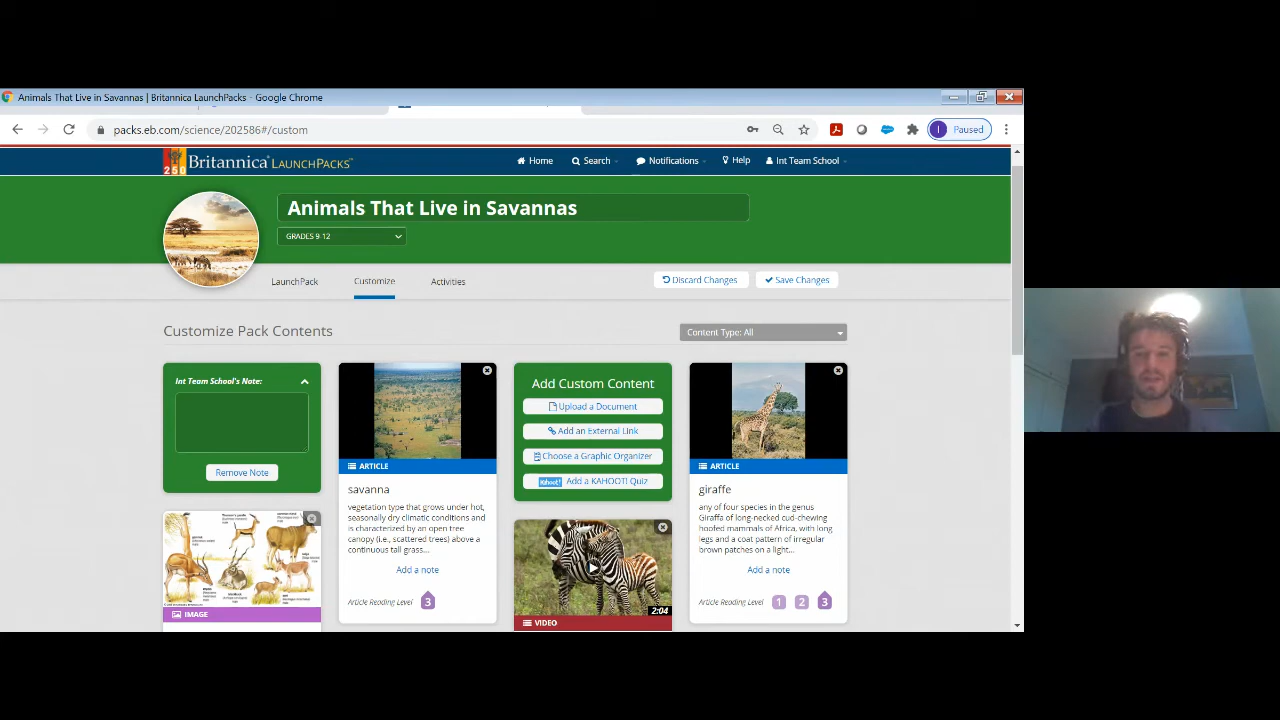 Animals That Live in Savannas | Britannica LaunchPacks - Google Chrome
packs.eb.com/science/202586#/custom
I
Paused
250
Britannica LAUNCHPACKS™
Home
Search
Notifications
Help
Int Team School
Animals That Live in Savannas
GRADES 9-12
LaunchPack
Customize
Activities
Discard Changes
Save Changes
Customize Pack Contents
Content Type: All
Int Team School's Note:
Remove Note
IMAGE
ARTICLE
savanna
vegetation type that grows under hot,
seasonally dry climatic conditions and
is characterized by an open tree
canopy (i.e., scattered trees) above a
continuous tall grass...
Add a note
Article Reading Level 3
Add Custom Content
Upload a Document
Add an External Link
Choose a Graphic Organizer
Kahoot! Add a KAHOOT! Quiz
2:04
VIDEO
ARTICLE
giraffe
any of four species in the genus
Giraffa of long-necked cud-chewing
hoofed mammals of Africa, with long
legs and a coat pattern of irregular
brown patches on a light...
Add a note
Article Reading Level 1 2 3